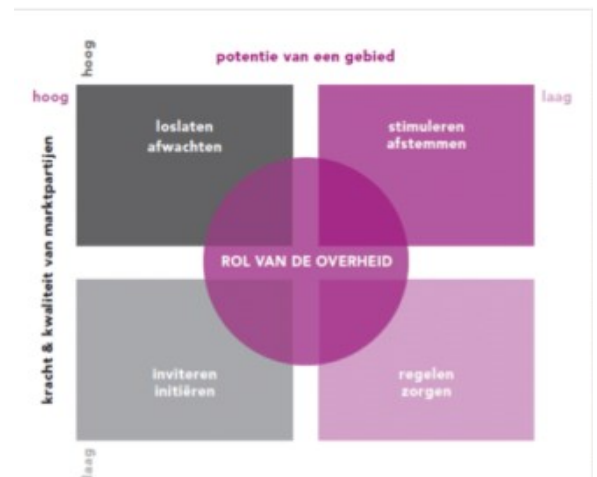 hoog
potentie van een gebied
hoog
laag
loslaten
afwachten
stimuleren
afstemmen
kracht & kwaliteit van marktpartijen
ROL VAN DE OVERHEID
inviteren
initiëren
regelen
zorgen
laag